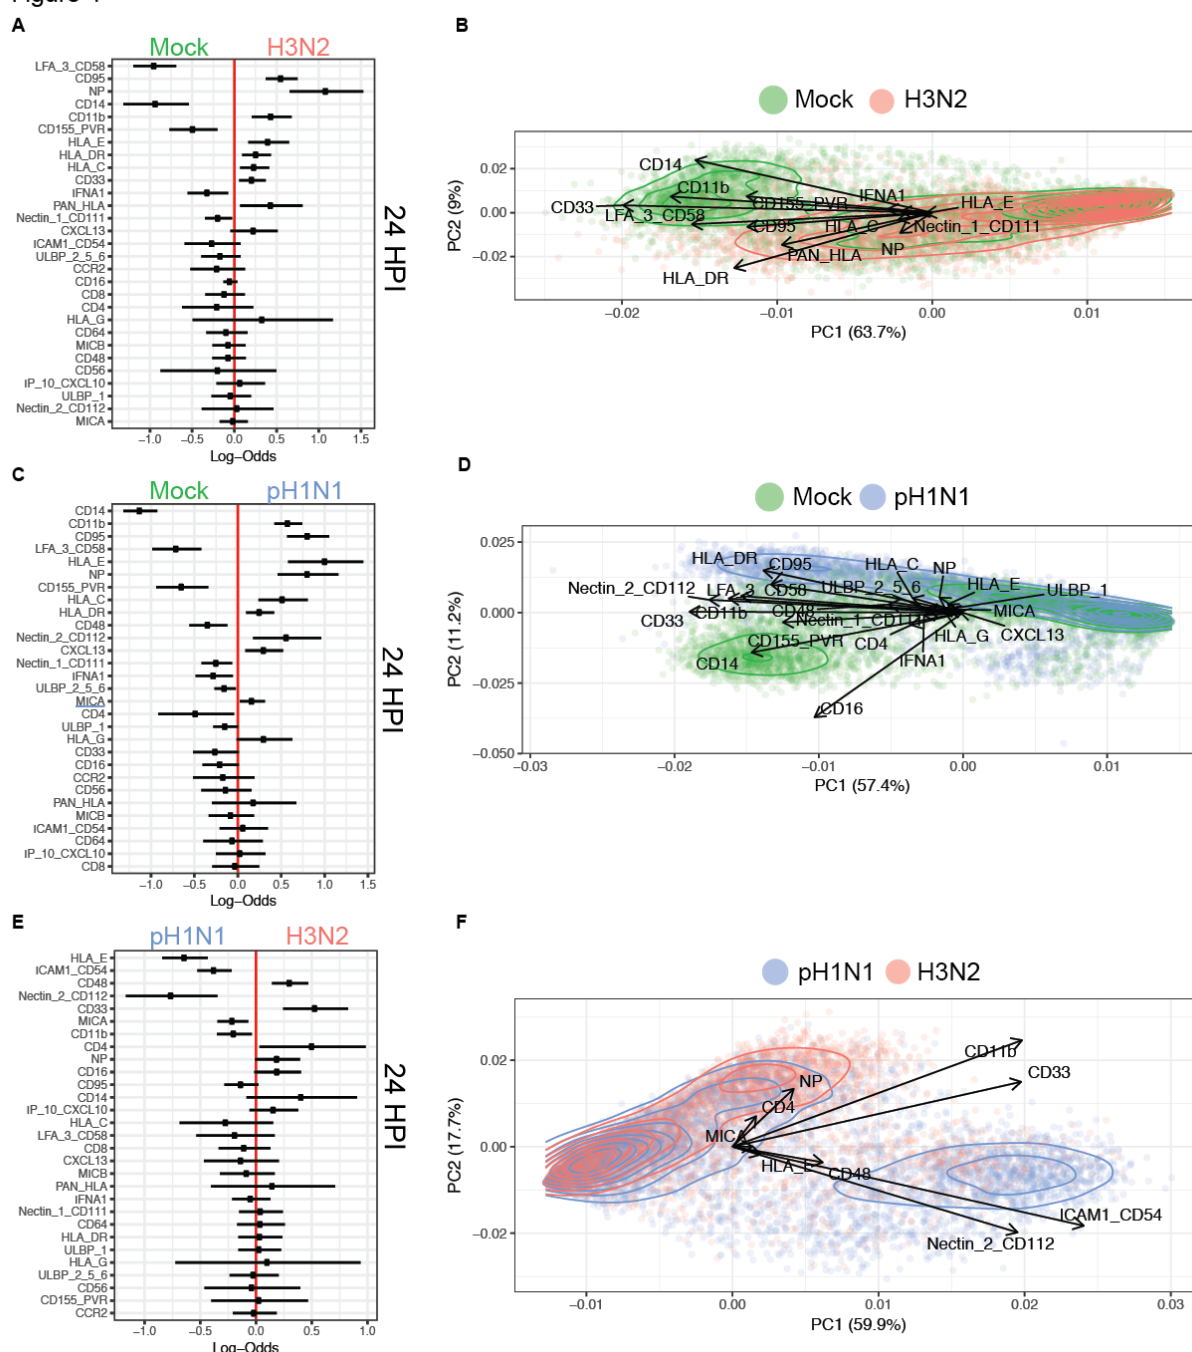 A
Mock
H3N2
LFA_3_CD58
CD95
NP
CD14
CD11b
CD155_PVR
HLA_E
HLA_DR
HLA_C
CD33
IFNA1
PAN_HLA
Nectin_1_CD111
CXCL13
ICAM1_CD54
ULBP_2_5_6
CCR2
CD16
CD8
CD4
HLA_G
CD64
MICB
CD48
CD56
IP_10_CXCL10
ULBP_1
Nectin_2_CD112
MICA
−1.0 −0.5 0.0 0.5 1.0 1.5
Log−Odds
24 HPI
B
Mock H3N2
CD14
CD11b
IFNA1
CD155_PVR
HLA_E
CD33
LFA_3_CD58
CD95
HLA_C
Nectin_1_CD111
PAN_HLA
NP
HLA_DR
0.02
0.00
−0.02
PC2 (9%)
−0.02 −0.01 0.00 0.01
PC1 (63.7%)
C
Mock
pH1N1
CD14
CD11b
CD95
LFA_3_CD58
HLA_E
NP
CD155_PVR
HLA_C
HLA_DR
CD48
Nectin_2_CD112
CXCL13
Nectin_1_CD111
IFNA1
ULBP_2_5_6
MICA
CD4
ULBP_1
HLA_G
CD33
CD16
CCR2
CD56
PAN_HLA
MICB
ICAM1_CD54
CD64
IP_10_CXCL10
CD8
−1.0 −0.5 0.0 0.5 1.0 1.5
Log−Odds
24 HPI
D
Mock pH1N1
HLA_DR
CD95
HLA_C
NP
Nectin_2_CD112
LFA_3_CD58
ULBP_2_5_6
HLA_E
ULBP_1
CD33
CD11b
CD48
Nectin_1_CD111
MICA
CD155_PVR
CD4
HLA_G
CXCL13
CD14
IFNA1
CD16
0.025
0.000
−0.025
−0.050
PC2 (11.2%)
−0.03 −0.02 −0.01 0.00 0.01
PC1 (57.4%)
E
pH1N1
H3N2
HLA_E
ICAM1_CD54
CD48
Nectin_2_CD112
CD33
MICA
CD11b
CD4
NP
CD16
CD95
CD14
IP_10_CXCL10
HLA_C
LFA_3_CD58
CD8
CXCL13
MICB
PAN_HLA
IFNA1
Nectin_1_CD111
CD64
HLA_DR
ULBP_1
HLA_G
ULBP_2_5_6
CD56
CD155_PVR
CCR2
−1.0 −0.5 0.0 0.5 1.0
Log−Odds
24 HPI
F
pH1N1 H3N2
CD11b
CD33
NP
CD4
MICA
HLA_E
CD48
ICAM1_CD54
Nectin_2_CD112
0.02
0.00
−0.02
PC2 (17.7%)
−0.01 0.00 0.01 0.02 0.03
PC1 (59.9%)